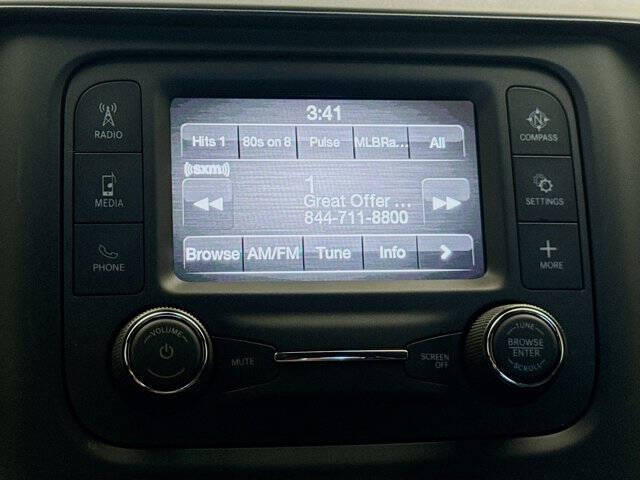 3:41
Hits 1 80s on 8 Pulse MLBRa... All
((sxm))
1
Great Offer ...
844-711-8800
Browse AM/FM Tune Info
RADIO
MEDIA
PHONE
N
COMPASS
SETTINGS
MORE
VOLUME
MUTE
SCREEN
OFF
TUNE
BROWSE
ENTER
SCROLL